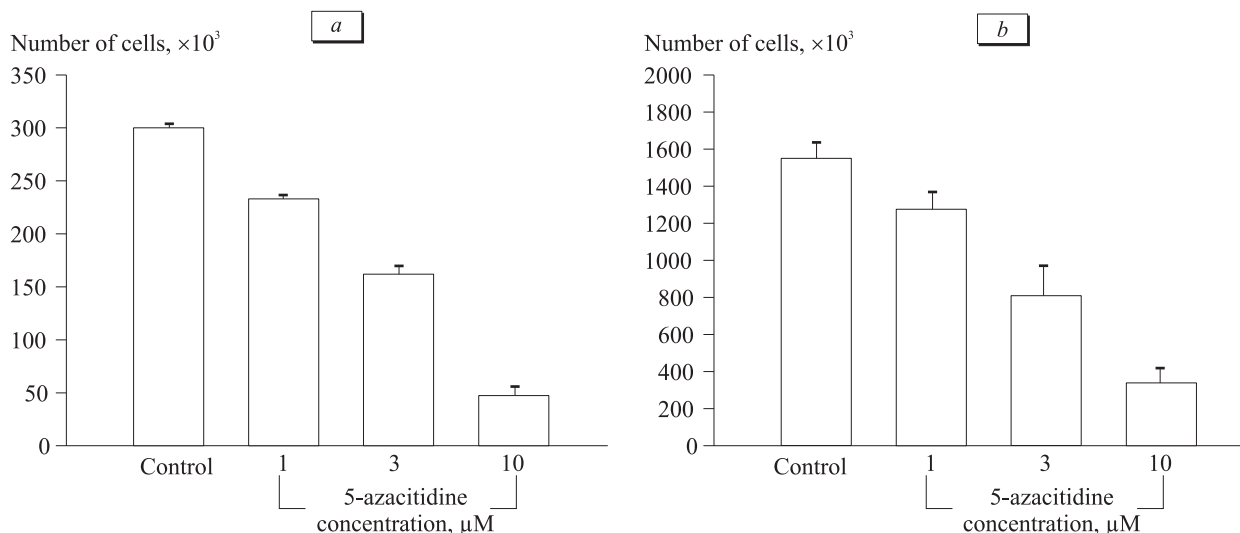 a
Number of cells, ×10³
350
300
250
200
150
100
50
0
Control
1
3
10
5-azacitidine
concentration, µM
b
Number of cells, ×10³
2000
1800
1600
1400
1200
1000
800
600
400
200
0
Control
1
3
10
5-azacitidine
concentration, µM